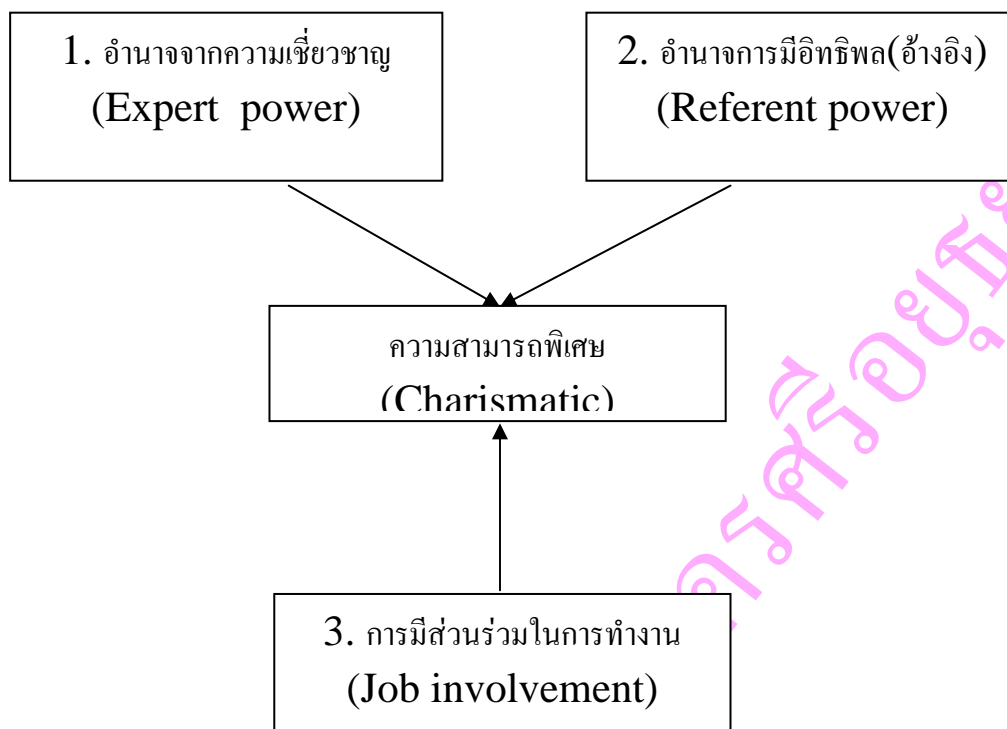 1. อำนาจจากความเชี่ยวชาญ
(Expert power)
2. อำนาจการมีอิทธิพล(อ้างอิง)
(Referent power)
ความสามารถพิเศษ
(Charismatic)
3. การมีส่วนร่วมในการทำงาน
(Job involvement)